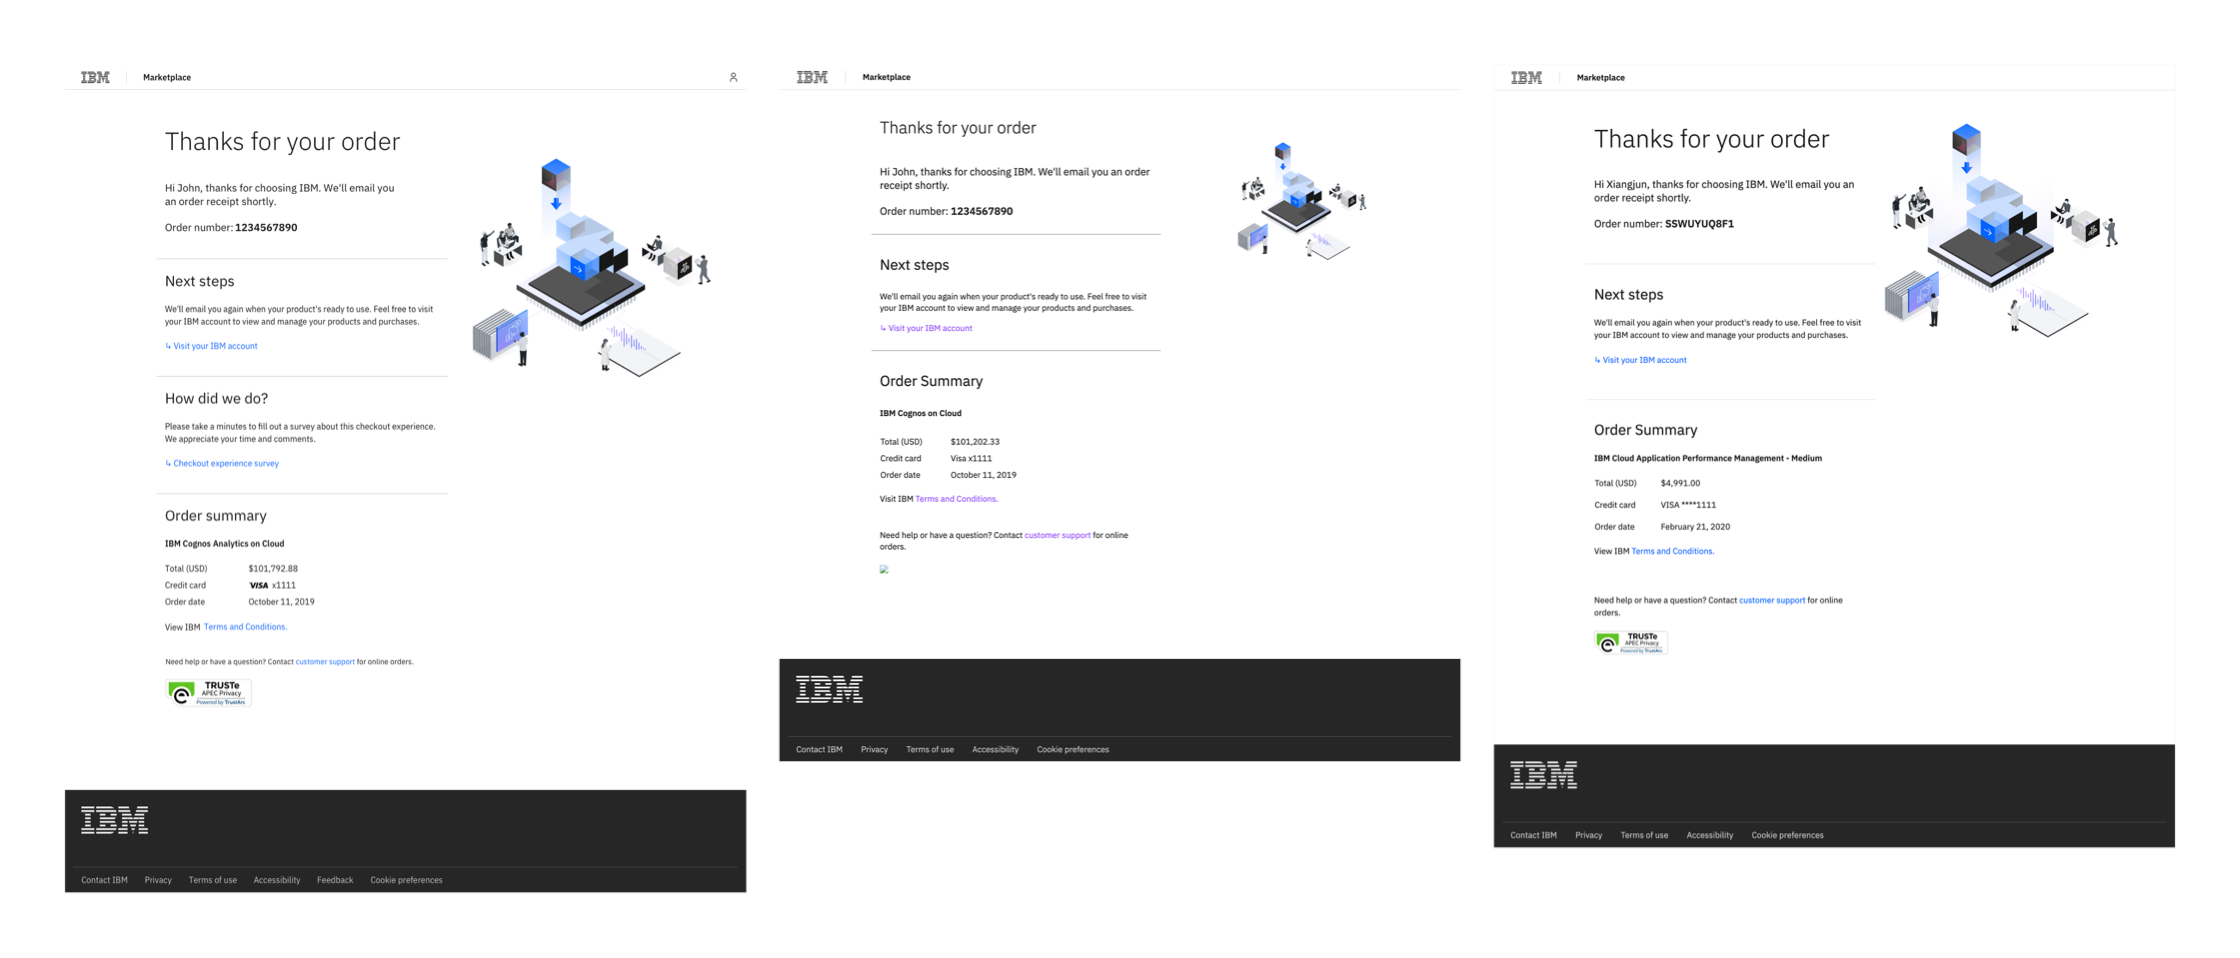 IBM
Marketplace
Thanks for your order
Hi John, thanks for choosing IBM. We'll email you
an order receipt shortly.
Order number: 1234567890
Next steps
We'll email you again when your product's ready to use. Feel free to visit
your IBM account to view and manage your products and purchases.
↳ Visit your IBM account
How did we do?
Please take a minutes to fill out a survey about this checkout experience.
We appreciate your time and comments.
↳ Checkout experience survey
Order summary
IBM Cognos Analytics on Cloud
Total (USD) $101,792.88
Credit card VISA x1111
Order date October 11, 2019
View IBM Terms and Conditions.
Need help or have a question? Contact customer support for online orders.
TRUSTe
APEC Privacy
Powered by TrustArc
IBM
Contact IBM Privacy Terms of use Accessibility Feedback Cookie preferences
IBM
Marketplace
Thanks for your order
Hi John, thanks for choosing IBM. We'll email you an order
receipt shortly.
Order number: 1234567890
Next steps
We'll email you again when your product's ready to use. Feel free to visit
your IBM account to view and manage your products and purchases.
↳ Visit your IBM account
Order Summary
IBM Cognos on Cloud
Total (USD) $101,202.33
Credit card Visa x1111
Order date October 11, 2019
Visit IBM Terms and Conditions.
Need help or have a question? Contact customer support for online
orders.
IBM
Contact IBM Privacy Terms of use Accessibility Cookie preferences
IBM
Marketplace
Thanks for your order
Hi Xiangjun, thanks for choosing IBM. We'll email you an
order receipt shortly.
Order number: SSWUYUQ8F1
Next steps
We'll email you again when your product's ready to use. Feel free to visit
your IBM account to view and manage your products and purchases.
↳ Visit your IBM account
Order Summary
IBM Cloud Application Performance Management - Medium
Total (USD) $4,991.00
Credit card VISA ****1111
Order date February 21, 2020
View IBM Terms and Conditions.
Need help or have a question? Contact customer support for online
orders.
TRUSTe
APEC Privacy
Powered by TrustArc
IBM
Contact IBM Privacy Terms of use Accessibility Cookie preferences